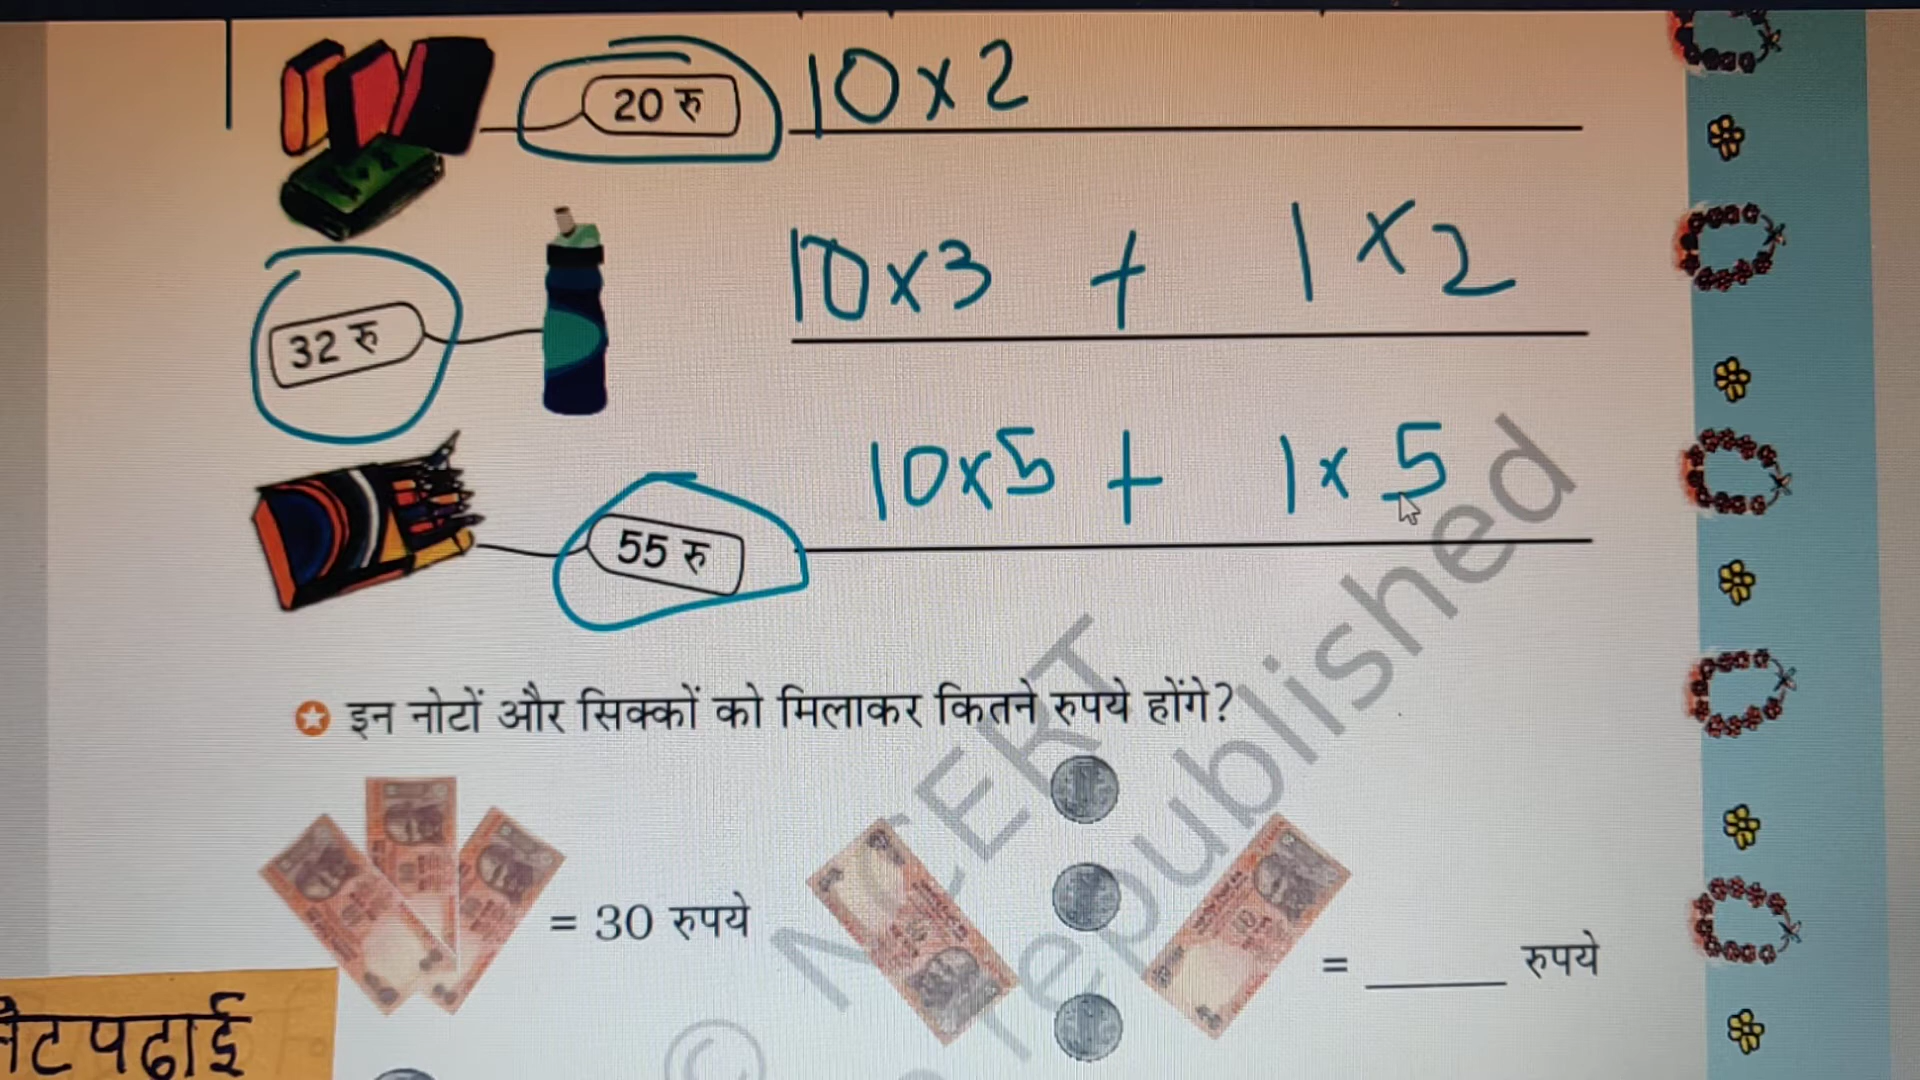 20 रु 10x2
10x3 + 1x2
32 रु
10x5 + 1x5
55 रु
इन नोटों और सिक्कों को मिलाकर कितने रुपये होंगे?
= 30 रुपये
= ______ रुपये
© NCERT
republished
नेटपढाई